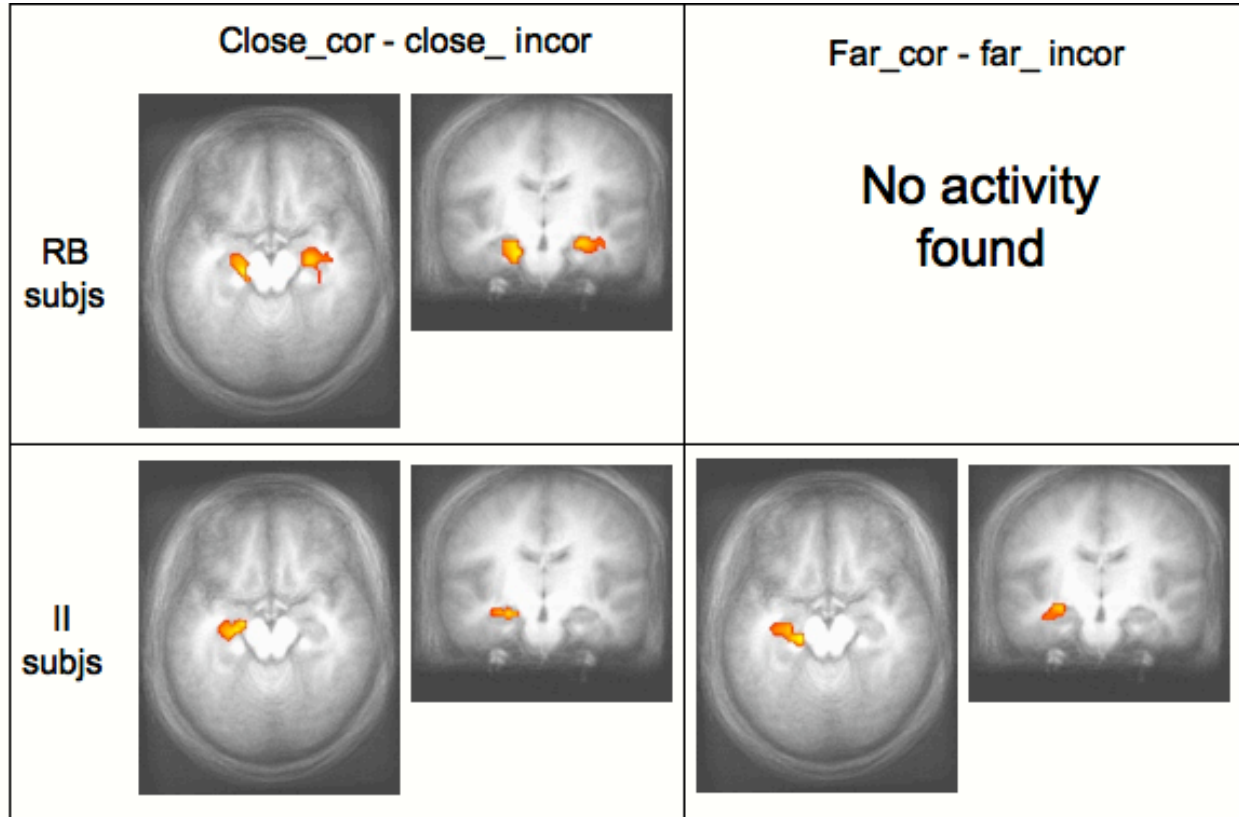 Close_cor - close_ incor
Far_cor - far_ incor
RB
subjs
No activity
found
II
subjs